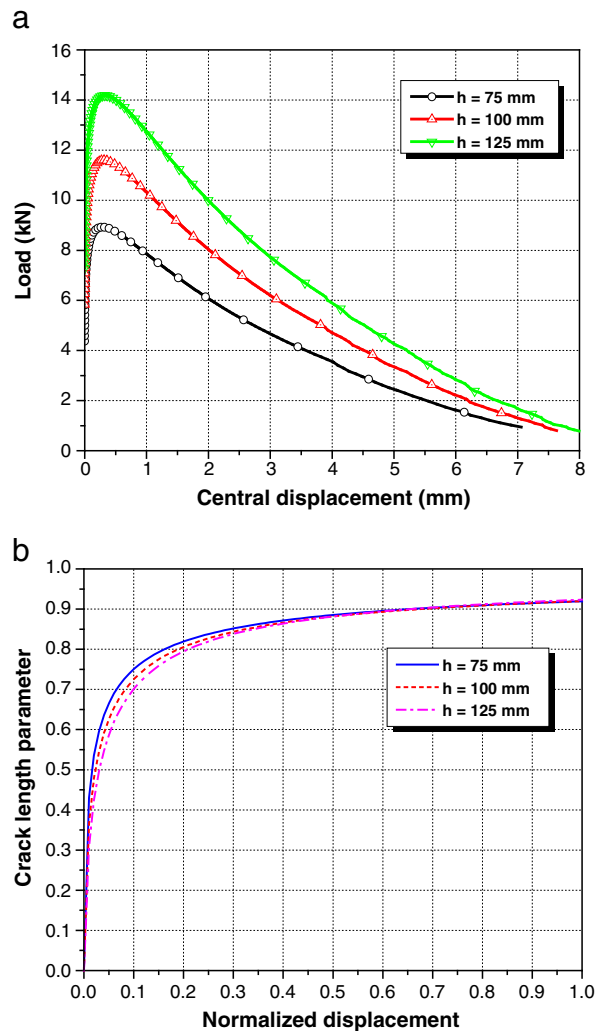 a
16
14
12
10
8
6
4
2
0
Load (kN)
h = 75 mm
h = 100 mm
h = 125 mm
0 1 2 3 4 5 6 7 8
Central displacement (mm)
b
1.0
0.9
0.8
0.7
0.6
0.5
0.4
0.3
0.2
0.1
0.0
Crack length parameter
h = 75 mm
h = 100 mm
h = 125 mm
0.0 0.1 0.2 0.3 0.4 0.5 0.6 0.7 0.8 0.9 1.0
Normalized displacement